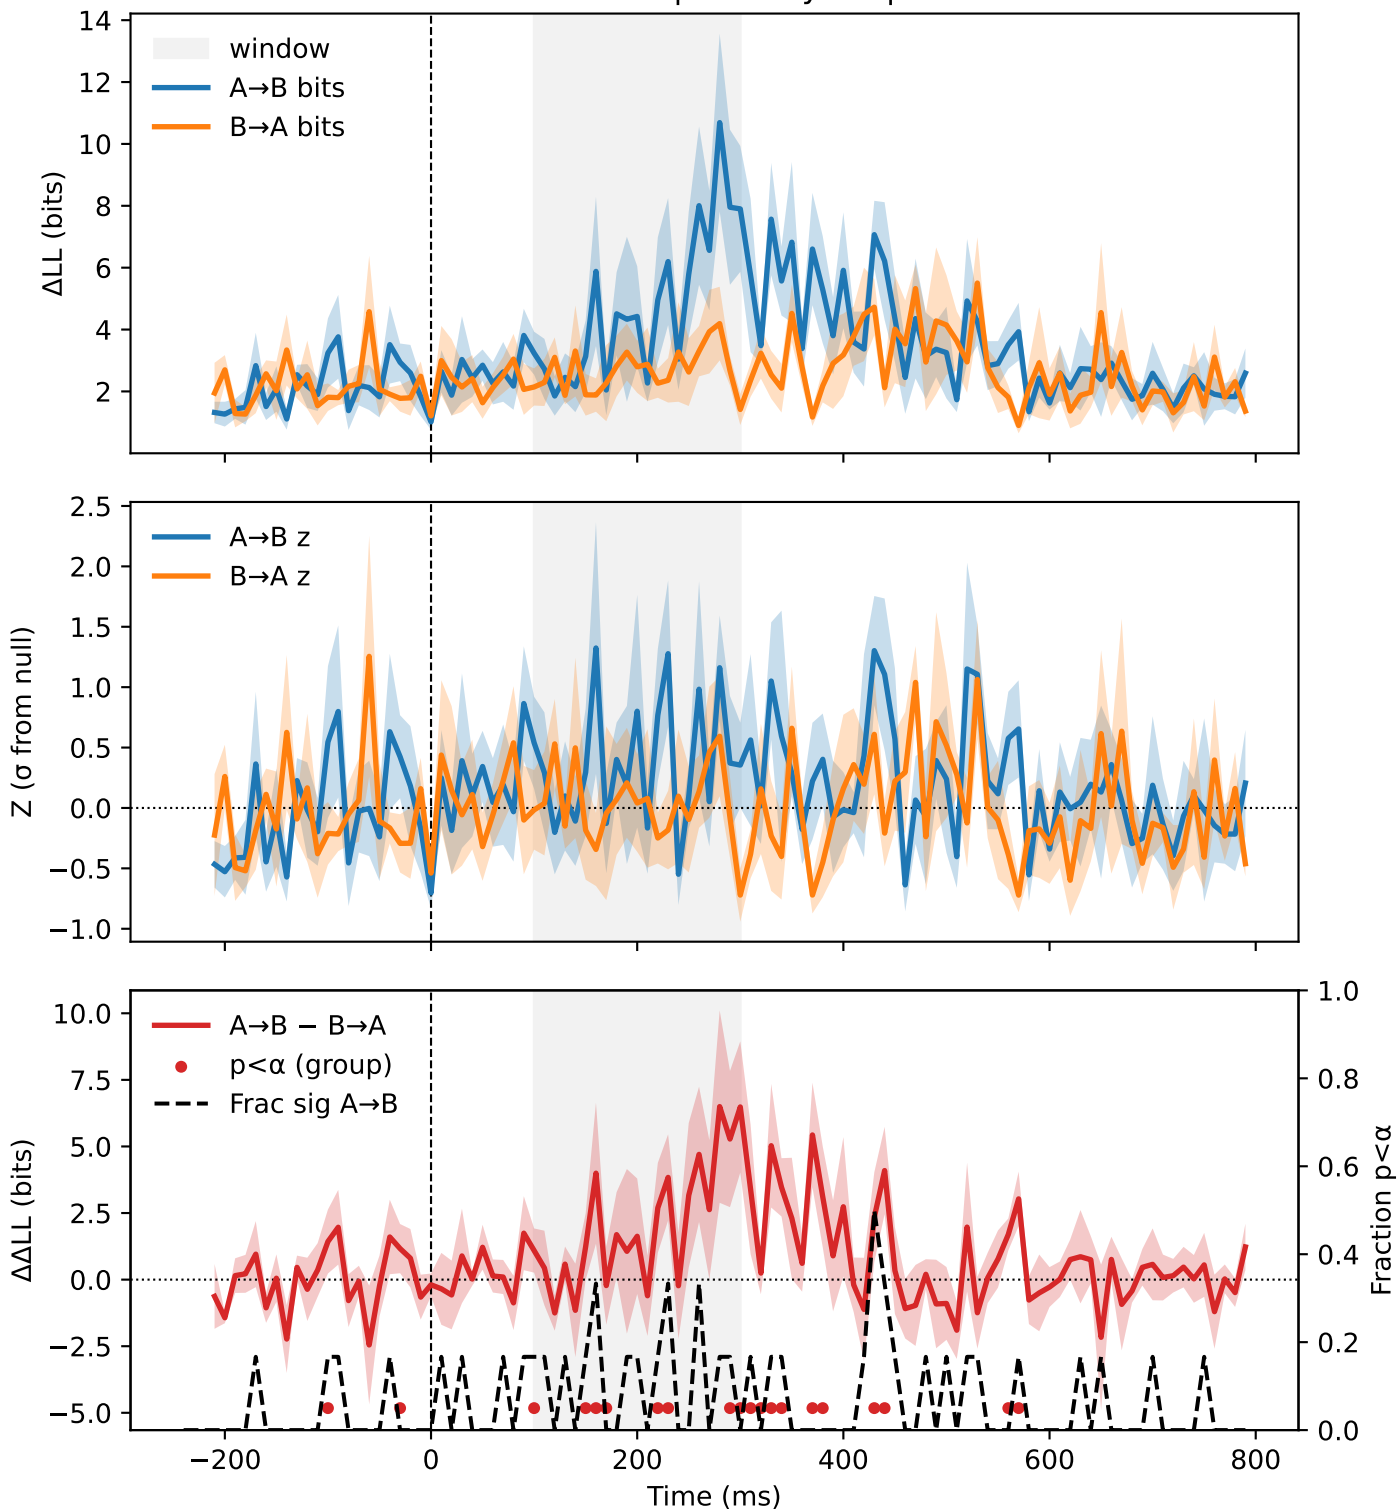 14
12
10
8
6
4
2
ΔLL (bits)
window
A→B bits
B→A bits
2.5
2.0
1.5
1.0
0.5
0.0
−0.5
−1.0
Z (σ from null)
A→B z
B→A z
10.0
7.5
5.0
2.5
0.0
−2.5
−5.0
ΔΔLL (bits)
A→B − B→A
p<α (group)
Frac sig A→B
1.0
0.8
0.6
0.4
0.2
0.0
Fraction p<α
−200
0
200
400
600
800
Time (ms)